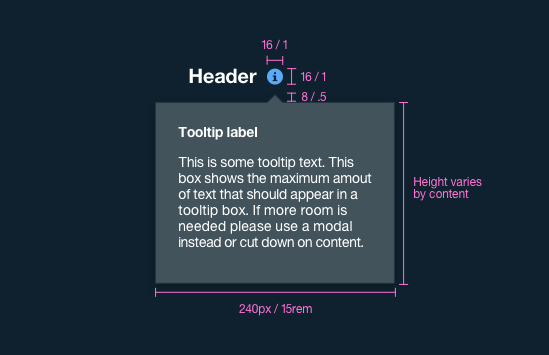 16 / 1
Header i 16 / 1
8 / .5
Tooltip label
This is some tooltip text. This
box shows the maximum amout
of text that should appear in a
tooltip box. If more room is
needed please use a modal
instead or cut down on content.
Height varies
by content
240px / 15rem